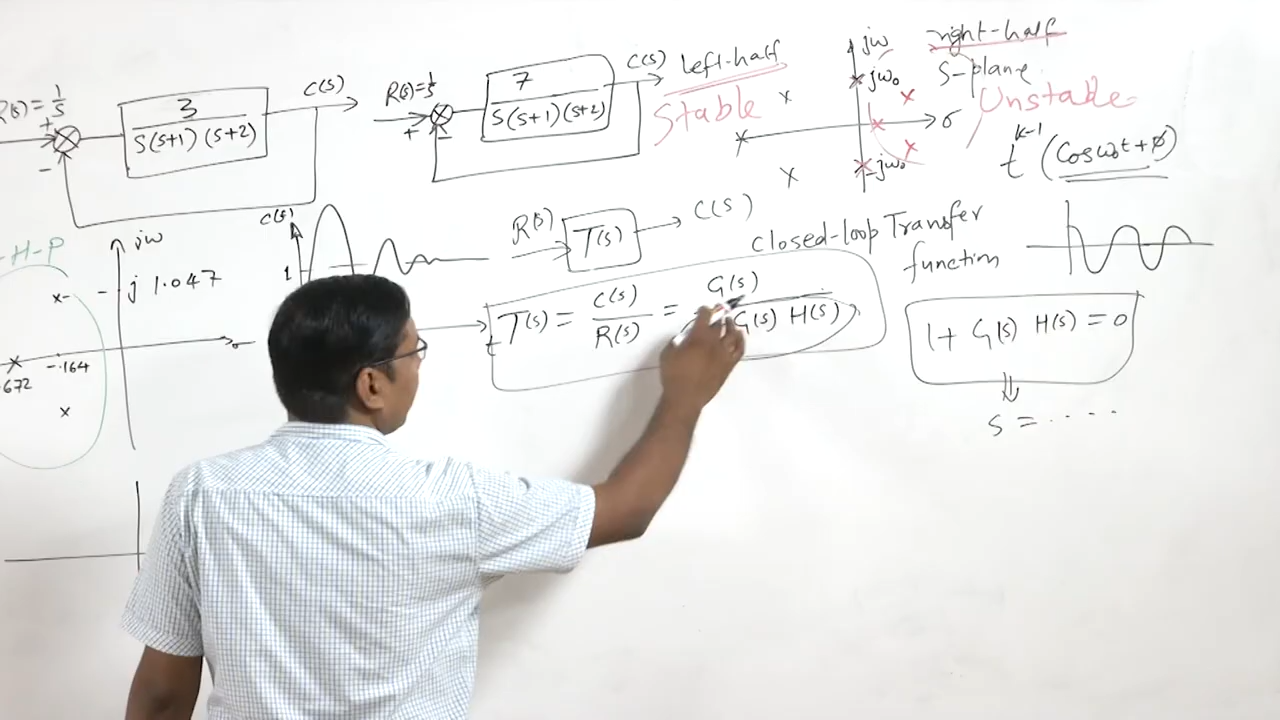 R(s) = 1/s
+
-
3
S(S+1)(S+2)
C(S)
R(s) = 1/s
+
-
7
S(S+1)(S+2)
C(S)
Left-half
Stable
jω
jω₀
-jω₀
σ
right-half
S-plane
Unstable
t^(k-1) (Cosω₀t + ϕ)
-H-P
jω
j 1.047
-.164
.672
σ
C(s)
1
R(s)
T(s)
C(s)
Closed-loop Transfer
function
T(s) = C(s)/R(s) = G(s)
G(s) H(s)
1+ G(s) H(s) = 0
⇓
S = · · · · ·